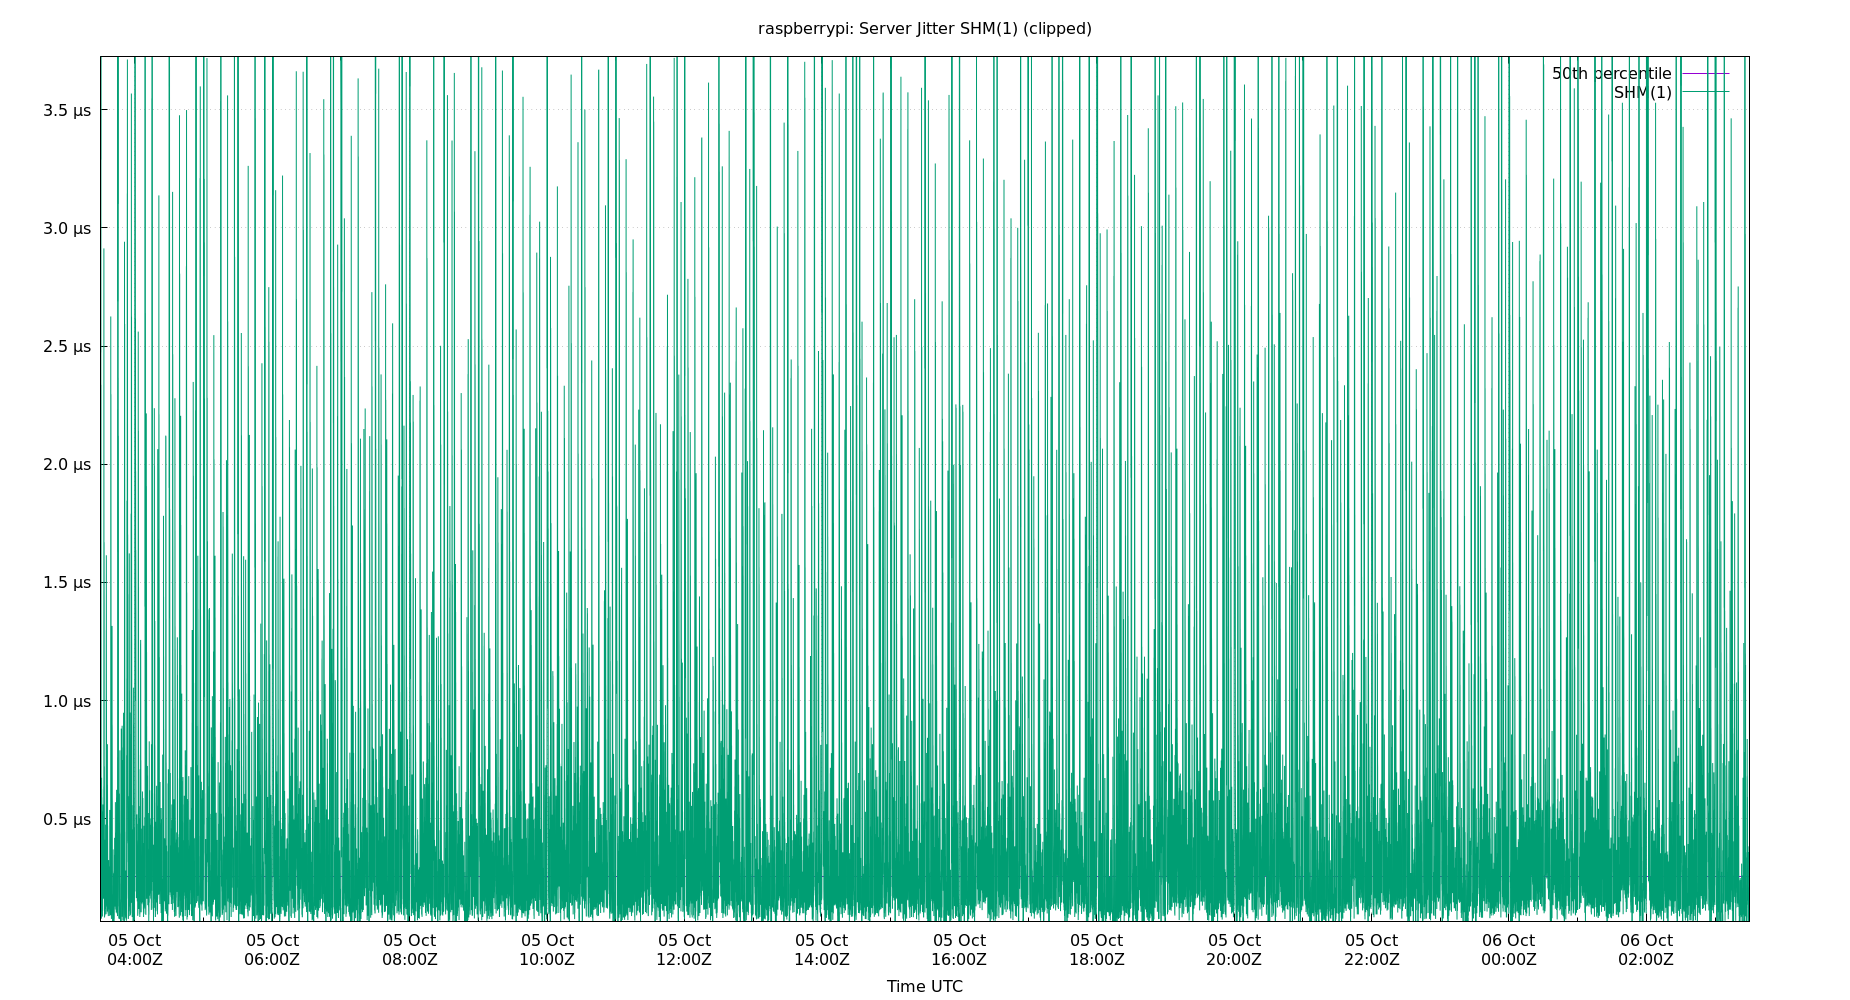 raspberrypi: Server Jitter SHM(1) (clipped)
50th percentile
SHM(1)
3.5 µs
3.0 µs
2.5 µs
2.0 µs
1.5 µs
1.0 µs
0.5 µs
05 Oct 05 Oct 05 Oct 05 Oct 05 Oct 05 Oct 05 Oct 05 Oct 05 Oct 05 Oct 06 Oct 06 Oct
04:00Z 06:00Z 08:00Z 10:00Z 12:00Z 14:00Z 16:00Z 18:00Z 20:00Z 22:00Z 00:00Z 02:00Z
Time UTC